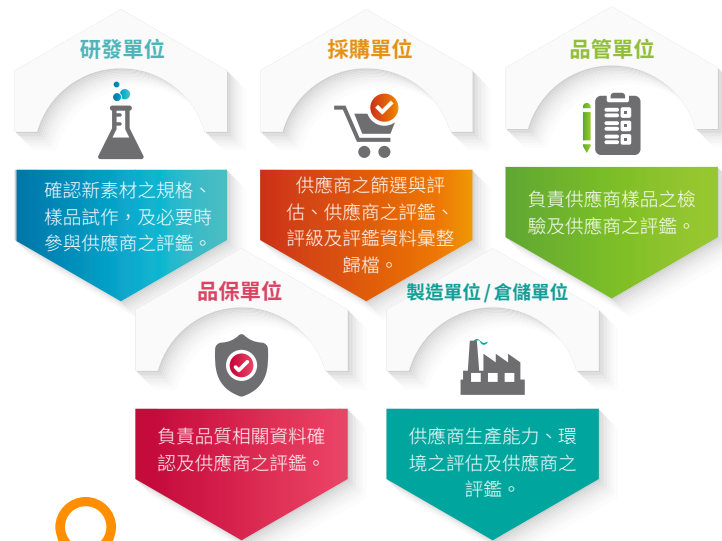 研發單位
確認新素材之規格、
樣品試作，及必要時
參與供應商之評鑑。
採購單位
供應商之篩選與評
估、供應商之評鑑、
評級及評鑑資料彙整
歸檔。
品管單位
負責供應商樣品之檢
驗及供應商之評鑑。
品保單位
負責品質相關資料確
認及供應商之評鑑。
製造單位/倉儲單位
供應商生產能力、環
境之評估及供應商之
評鑑。